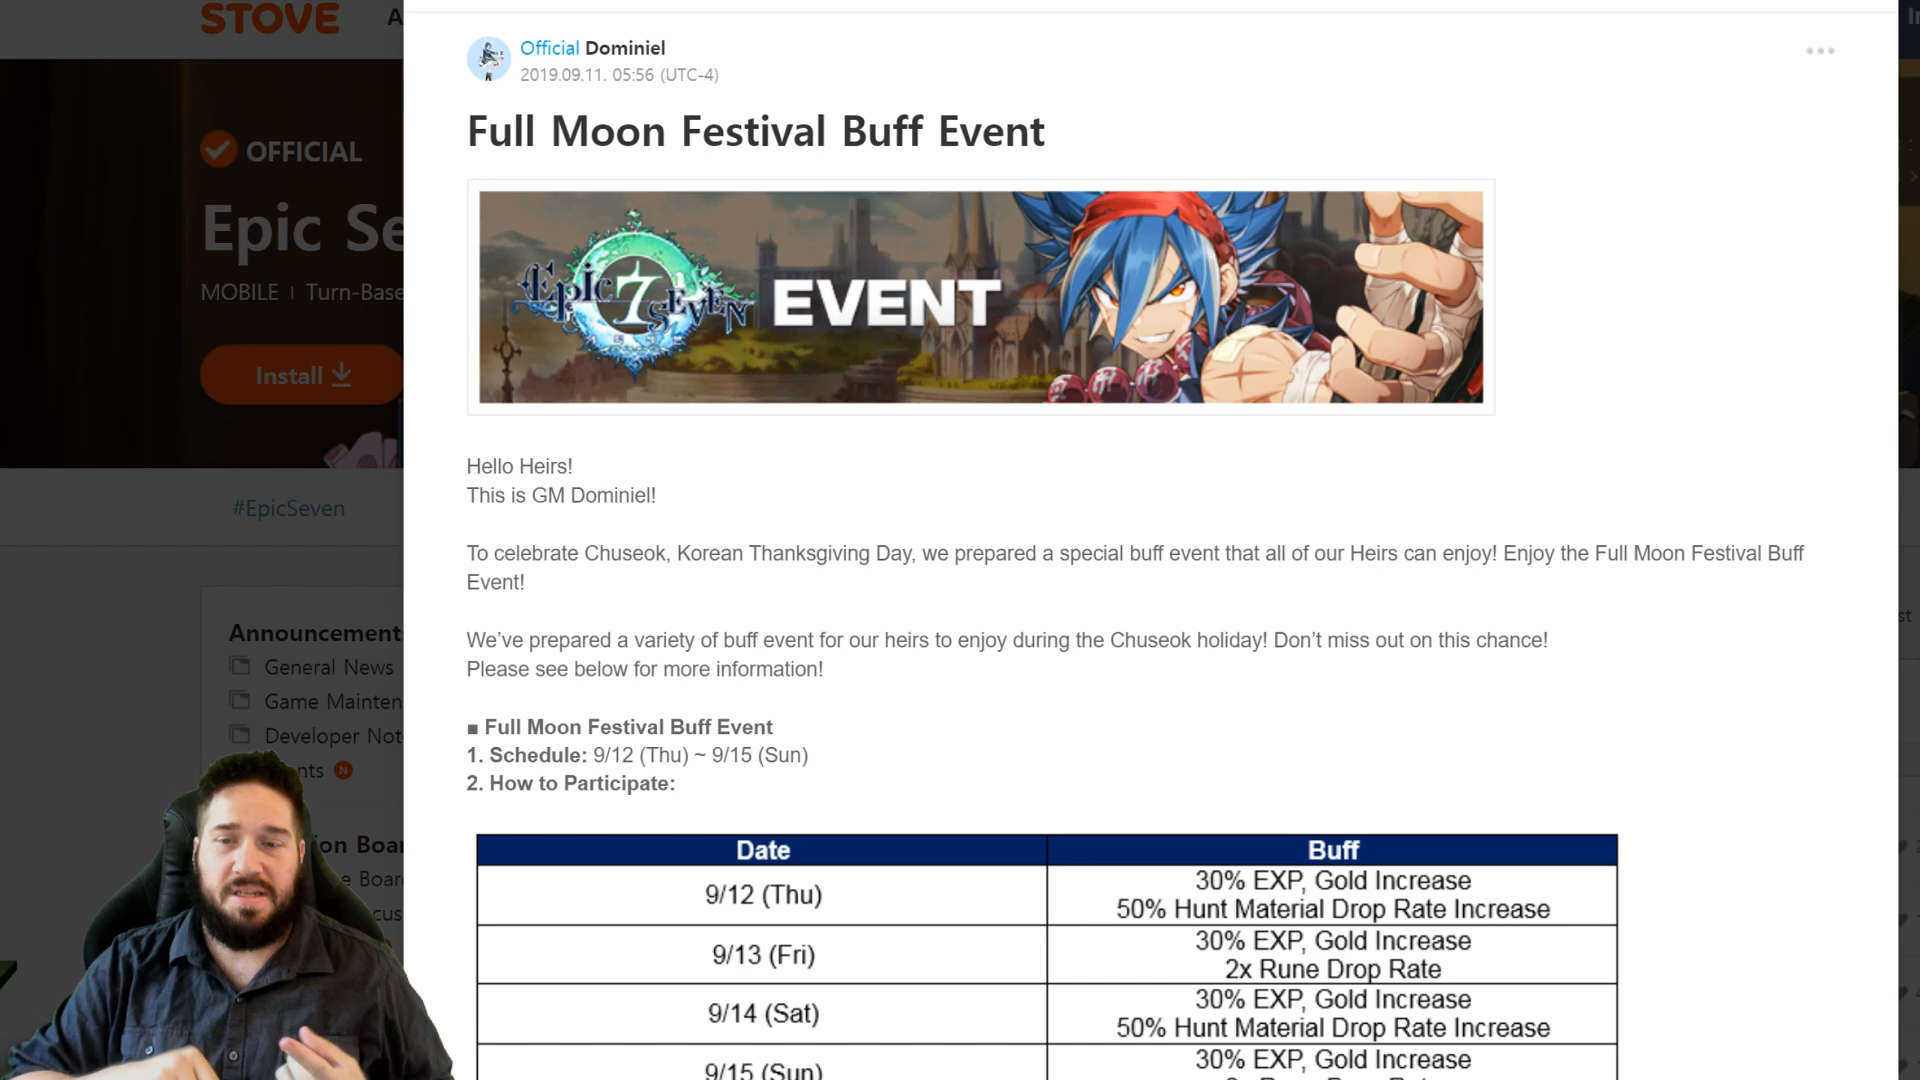 STOVE
Official Dominiel
2019.09.11. 05:56 (UTC-4)
Full Moon Festival Buff Event
OFFICIAL
Epic Se
MOBILE | Turn-Base
Install
EPIC SEVEN EVENT
#EpicSeven
Hello Heirs!
This is GM Dominiel!
To celebrate Chuseok, Korean Thanksgiving Day, we prepared a special buff event that all of our Heirs can enjoy! Enjoy the Full Moon Festival Buff
Event!
We’ve prepared a variety of buff event for our heirs to enjoy during the Chuseok holiday! Don’t miss out on this chance!
Please see below for more information!
Announcement
General News
Game Mainten
Developer Not
nts N
■ Full Moon Festival Buff Event
1. Schedule: 9/12 (Thu) ~ 9/15 (Sun)
2. How to Participate:
ion Boar
e Boar
cus
Date Buff
9/12 (Thu) 30% EXP, Gold Increase
50% Hunt Material Drop Rate Increase
9/13 (Fri) 30% EXP, Gold Increase
2x Rune Drop Rate
9/14 (Sat) 30% EXP, Gold Increase
50% Hunt Material Drop Rate Increase
9/15 (Sun) 30% EXP, Gold Increase